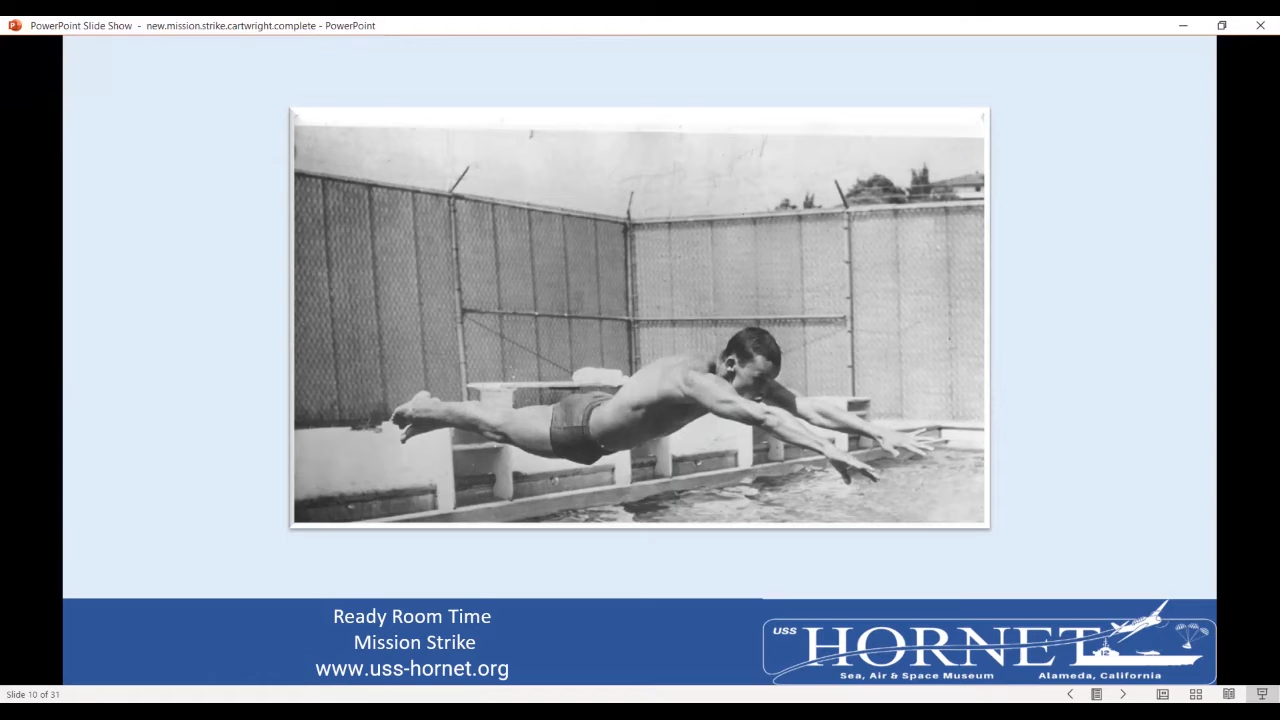 PowerPoint Slide Show - new.mission.strike.cartwright.complete - PowerPoint
Ready Room Time
Mission Strike
www.uss-hornet.org
USS
HORNET
12
Sea, Air & Space Museum
Alameda, California
Slide 10 of 31